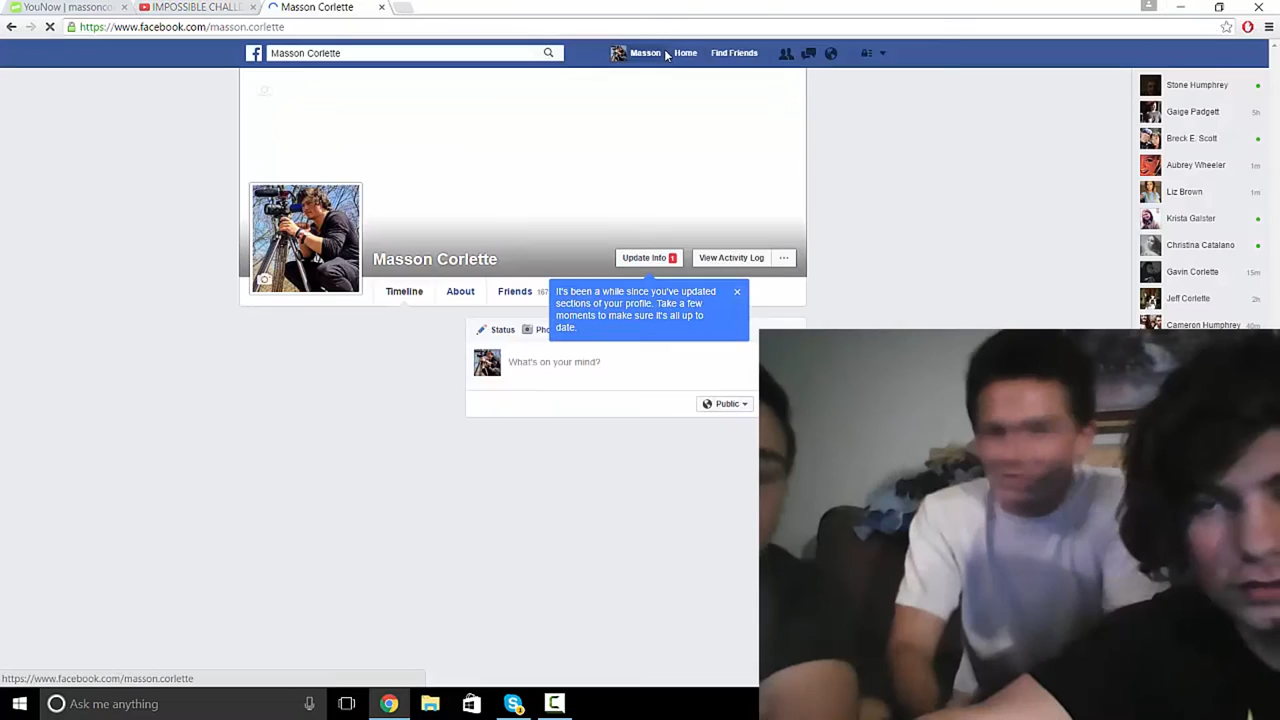 YouNow | massonco
IMPOSSIBLE CHALL
Masson Corlette
https://www.facebook.com/masson.corlette
Masson Corlette
Masson
Home
Find Friends
Stone Humphrey
Gaige Padgett 5h
Breck E. Scott
Aubrey Wheeler 1m
Liz Brown 1m
Krista Galster
Christina Catalano
Gavin Corlette 15m
Jeff Corlette 2h
Cameron Humphrey
Masson Corlette
Update Info 1
View Activity Log
...
Timeline
About
Friends 167
It's been a while since you've updated
sections of your profile. Take a few
moments to make sure it's all up to
date.
Status
Pho
What's on your mind?
Public
https://www.facebook.com/masson.corlette
Ask me anything